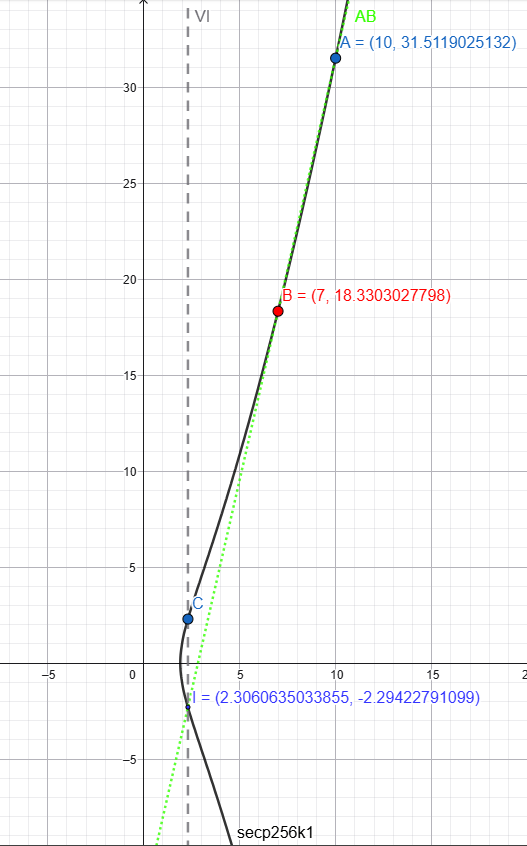 VI
AB
A = (10, 31.5119025132)
30
25
20
B = (7, 18.3303027798)
15
10
5
C
−5
0
5
10
15
2
I = (2.3060635033855, -2.29422791099)
−5
secp256k1